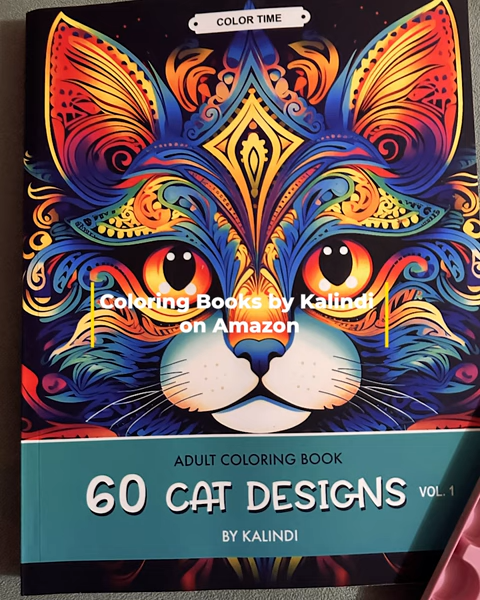 COLOR TIME
Coloring Books by Kalindi
on Amazon
ADULT COLORING BOOK
60 CAT DESIGNS VOL. 1
BY KALINDI